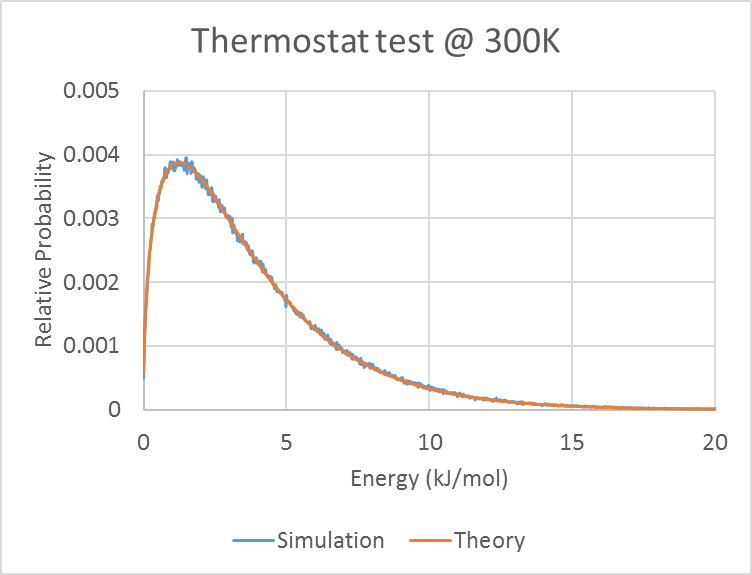 Thermostat test @ 300K
0.005
0.004
0.003
0.002
0.001
0
Relative Probability
0 5 10 15 20
Energy (kJ/mol)
Simulation Theory